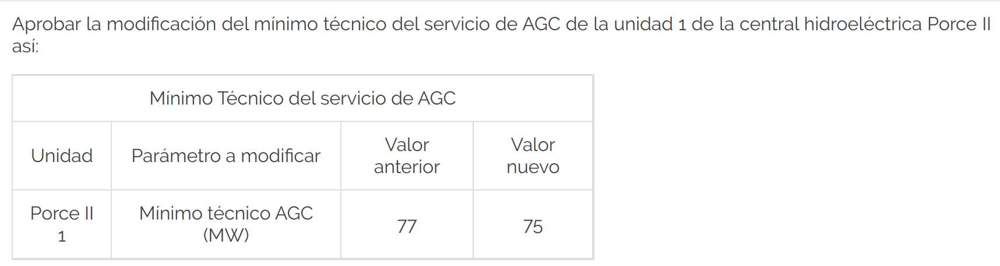 Aprobar la modificación del mínimo técnico del servicio de AGC de la unidad 1 de la central hidroeléctrica Porce II
así:
Mínimo Técnico del servicio de AGC
Unidad
Parámetro a modificar
Valor
anterior
Valor
nuevo
Porce II
1
Mínimo técnico AGC
(MW)
77
75